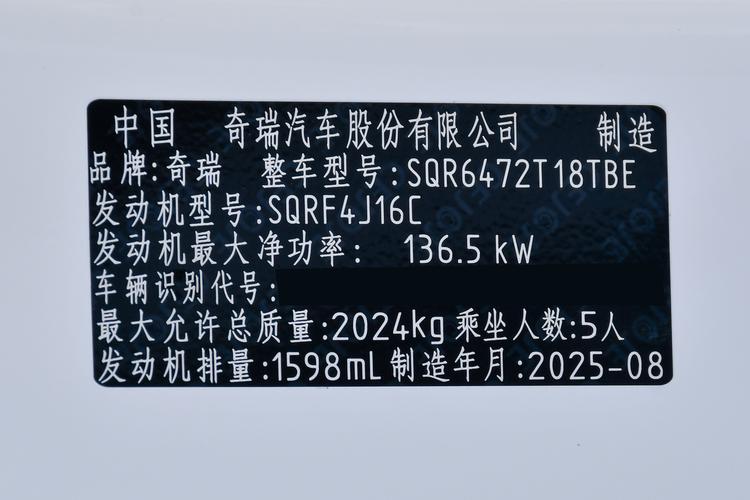 中国 奇瑞汽车股份有限公司 制造
品牌:奇瑞 整车型号:SQR6472T18TBE
发动机型号:SQRF4J16C
发动机最大净功率: 136.5 kW
车辆识别代号:
最大允许总质量:2024kg 乘坐人数:5人
发动机排量:1598mL 制造年月:2025-08